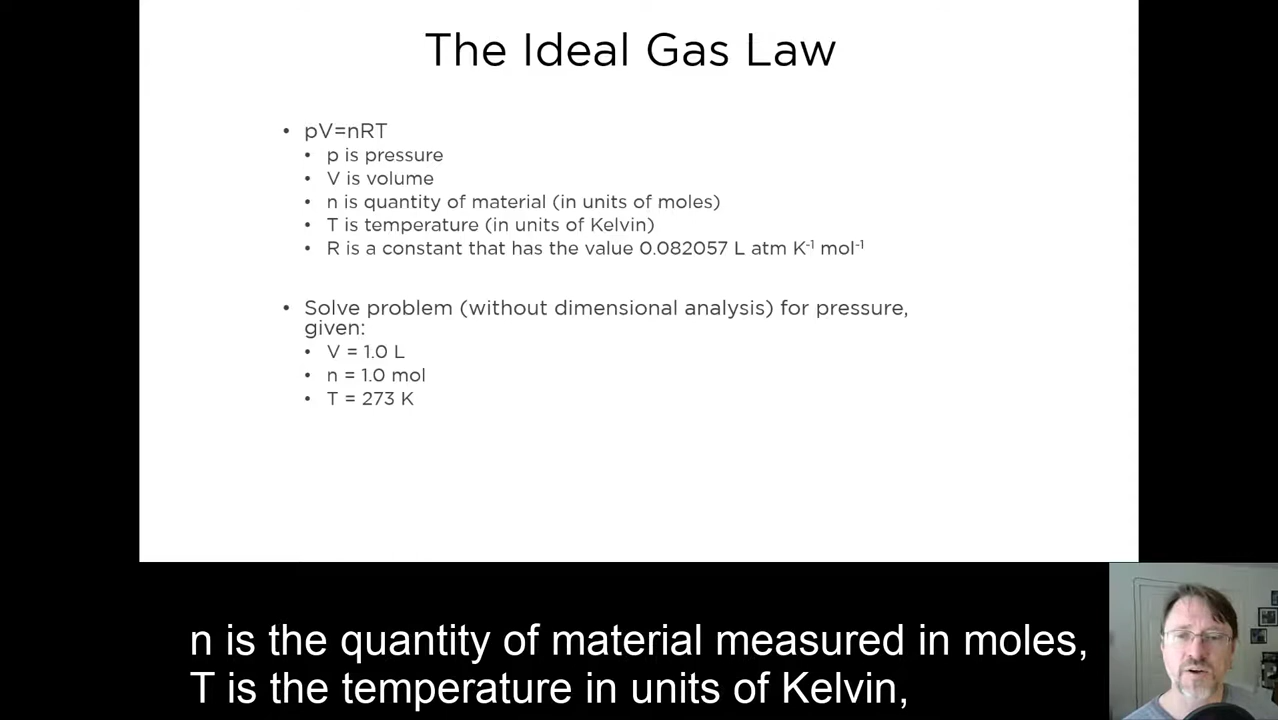 The Ideal Gas Law
• pV=nRT
• p is pressure
• V is volume
• n is quantity of material (in units of moles)
• T is temperature (in units of Kelvin)
• R is a constant that has the value 0.082057 L atm K⁻¹ mol⁻¹
• Solve problem (without dimensional analysis) for pressure,
given:
• V = 1.0 L
• n = 1.0 mol
• T = 273 K
n is the quantity of material measured in moles,
T is the temperature in units of Kelvin,